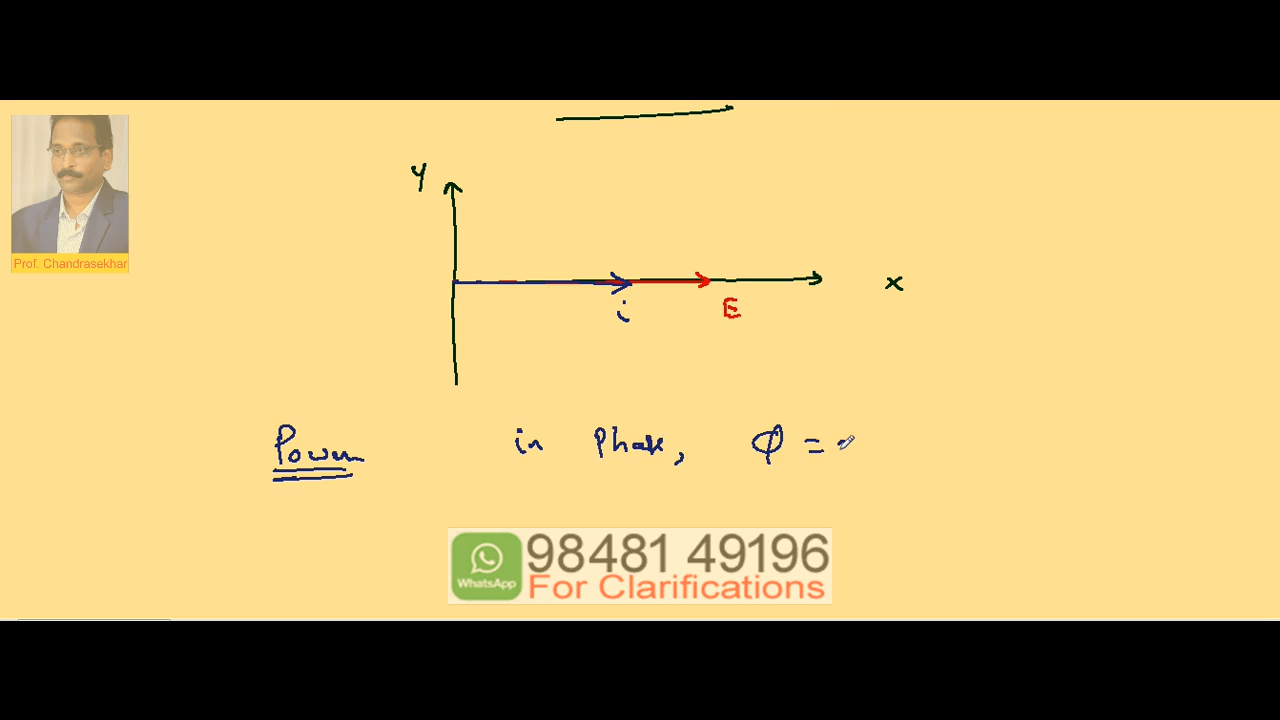 Prof. Chandrasekhar
Y
x
i
E
Power in Phase, Φ =
98481 49196
WhatsApp For Clarifications